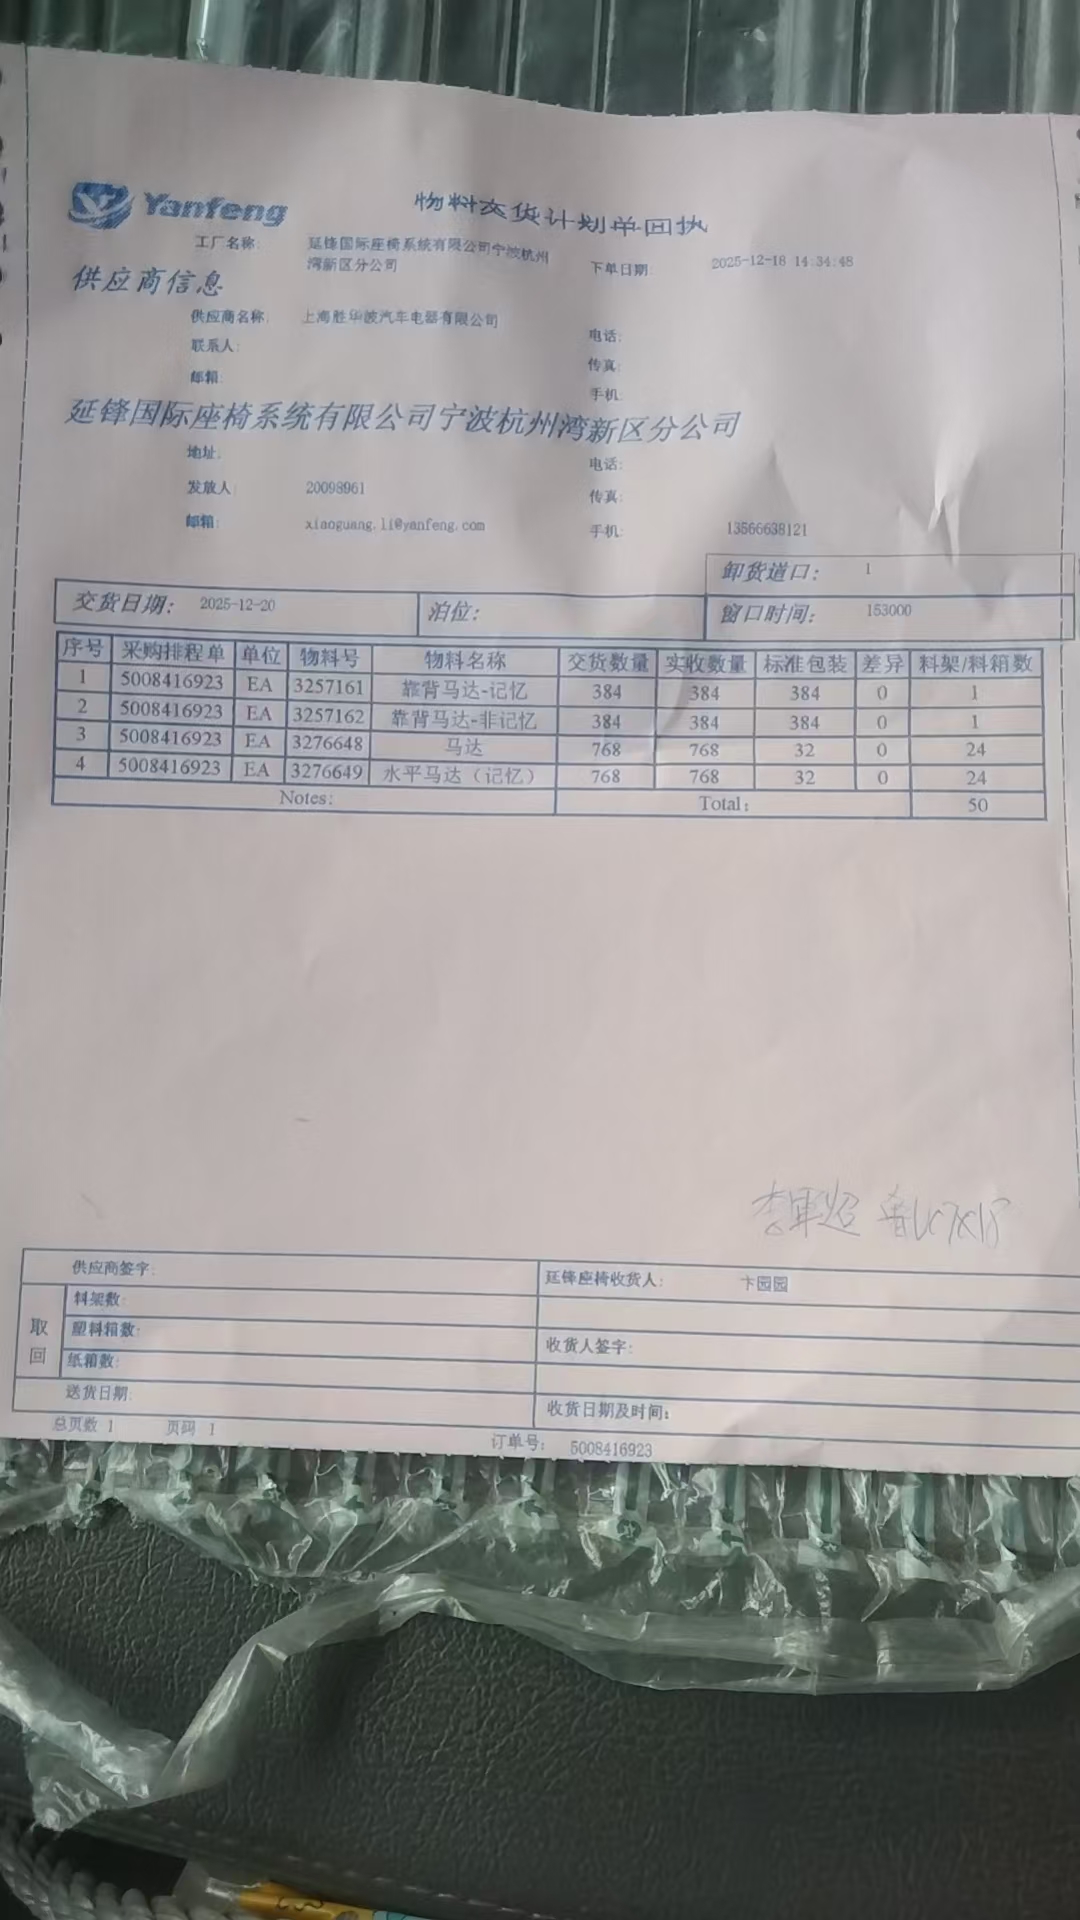 Yanfeng
物料交货计划单回执
工厂名称: 延锋国际座椅系统有限公司宁波杭州湾新区分公司 下单日期: 2025-12-18 14:34:48
供应商信息
供应商名称: 上海胜华波汽车电器有限公司 电话:
联系人: 传真:
邮箱: 手机:
延锋国际座椅系统有限公司宁波杭州湾新区分公司
地址: 电话:
发放人: 20098961 传真:
邮箱: xiaoguang.li@yanfeng.com 手机: 13566638121
卸货道口: 1
交货日期: 2025-12-20 泊位: 窗口时间: 153000
序号 采购排程单 单位 物料号 物料名称 交货数量 实收数量 标准包装 差异 料架/料箱数
1 5008416923 EA 3257161 靠背马达-记忆 384 384 384 0 1
2 5008416923 EA 3257162 靠背马达-非记忆 384 384 384 0 1
3 5008416923 EA 3276648 马达 768 768 32 0 24
4 5008416923 EA 3276649 水平马达（记忆） 768 768 32 0 24
Notes: Total: 50
李軍超
供应商签字: 延锋座椅收货人: 卞园园
取回
料架数:
塑料箱数: 收货人签字:
纸箱数:
送货日期: 收货日期及时间:
总页数 1 页码 1 订单号: 5008416923